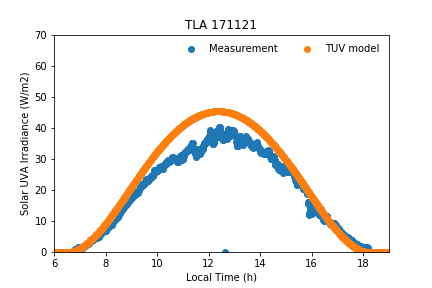 TLA 171121
Measurement TUV model
70
60
50
40
30
20
10
0
Solar UVA Irradiance (W/m2)
6 8 10 12 14 16 18
Local Time (h)